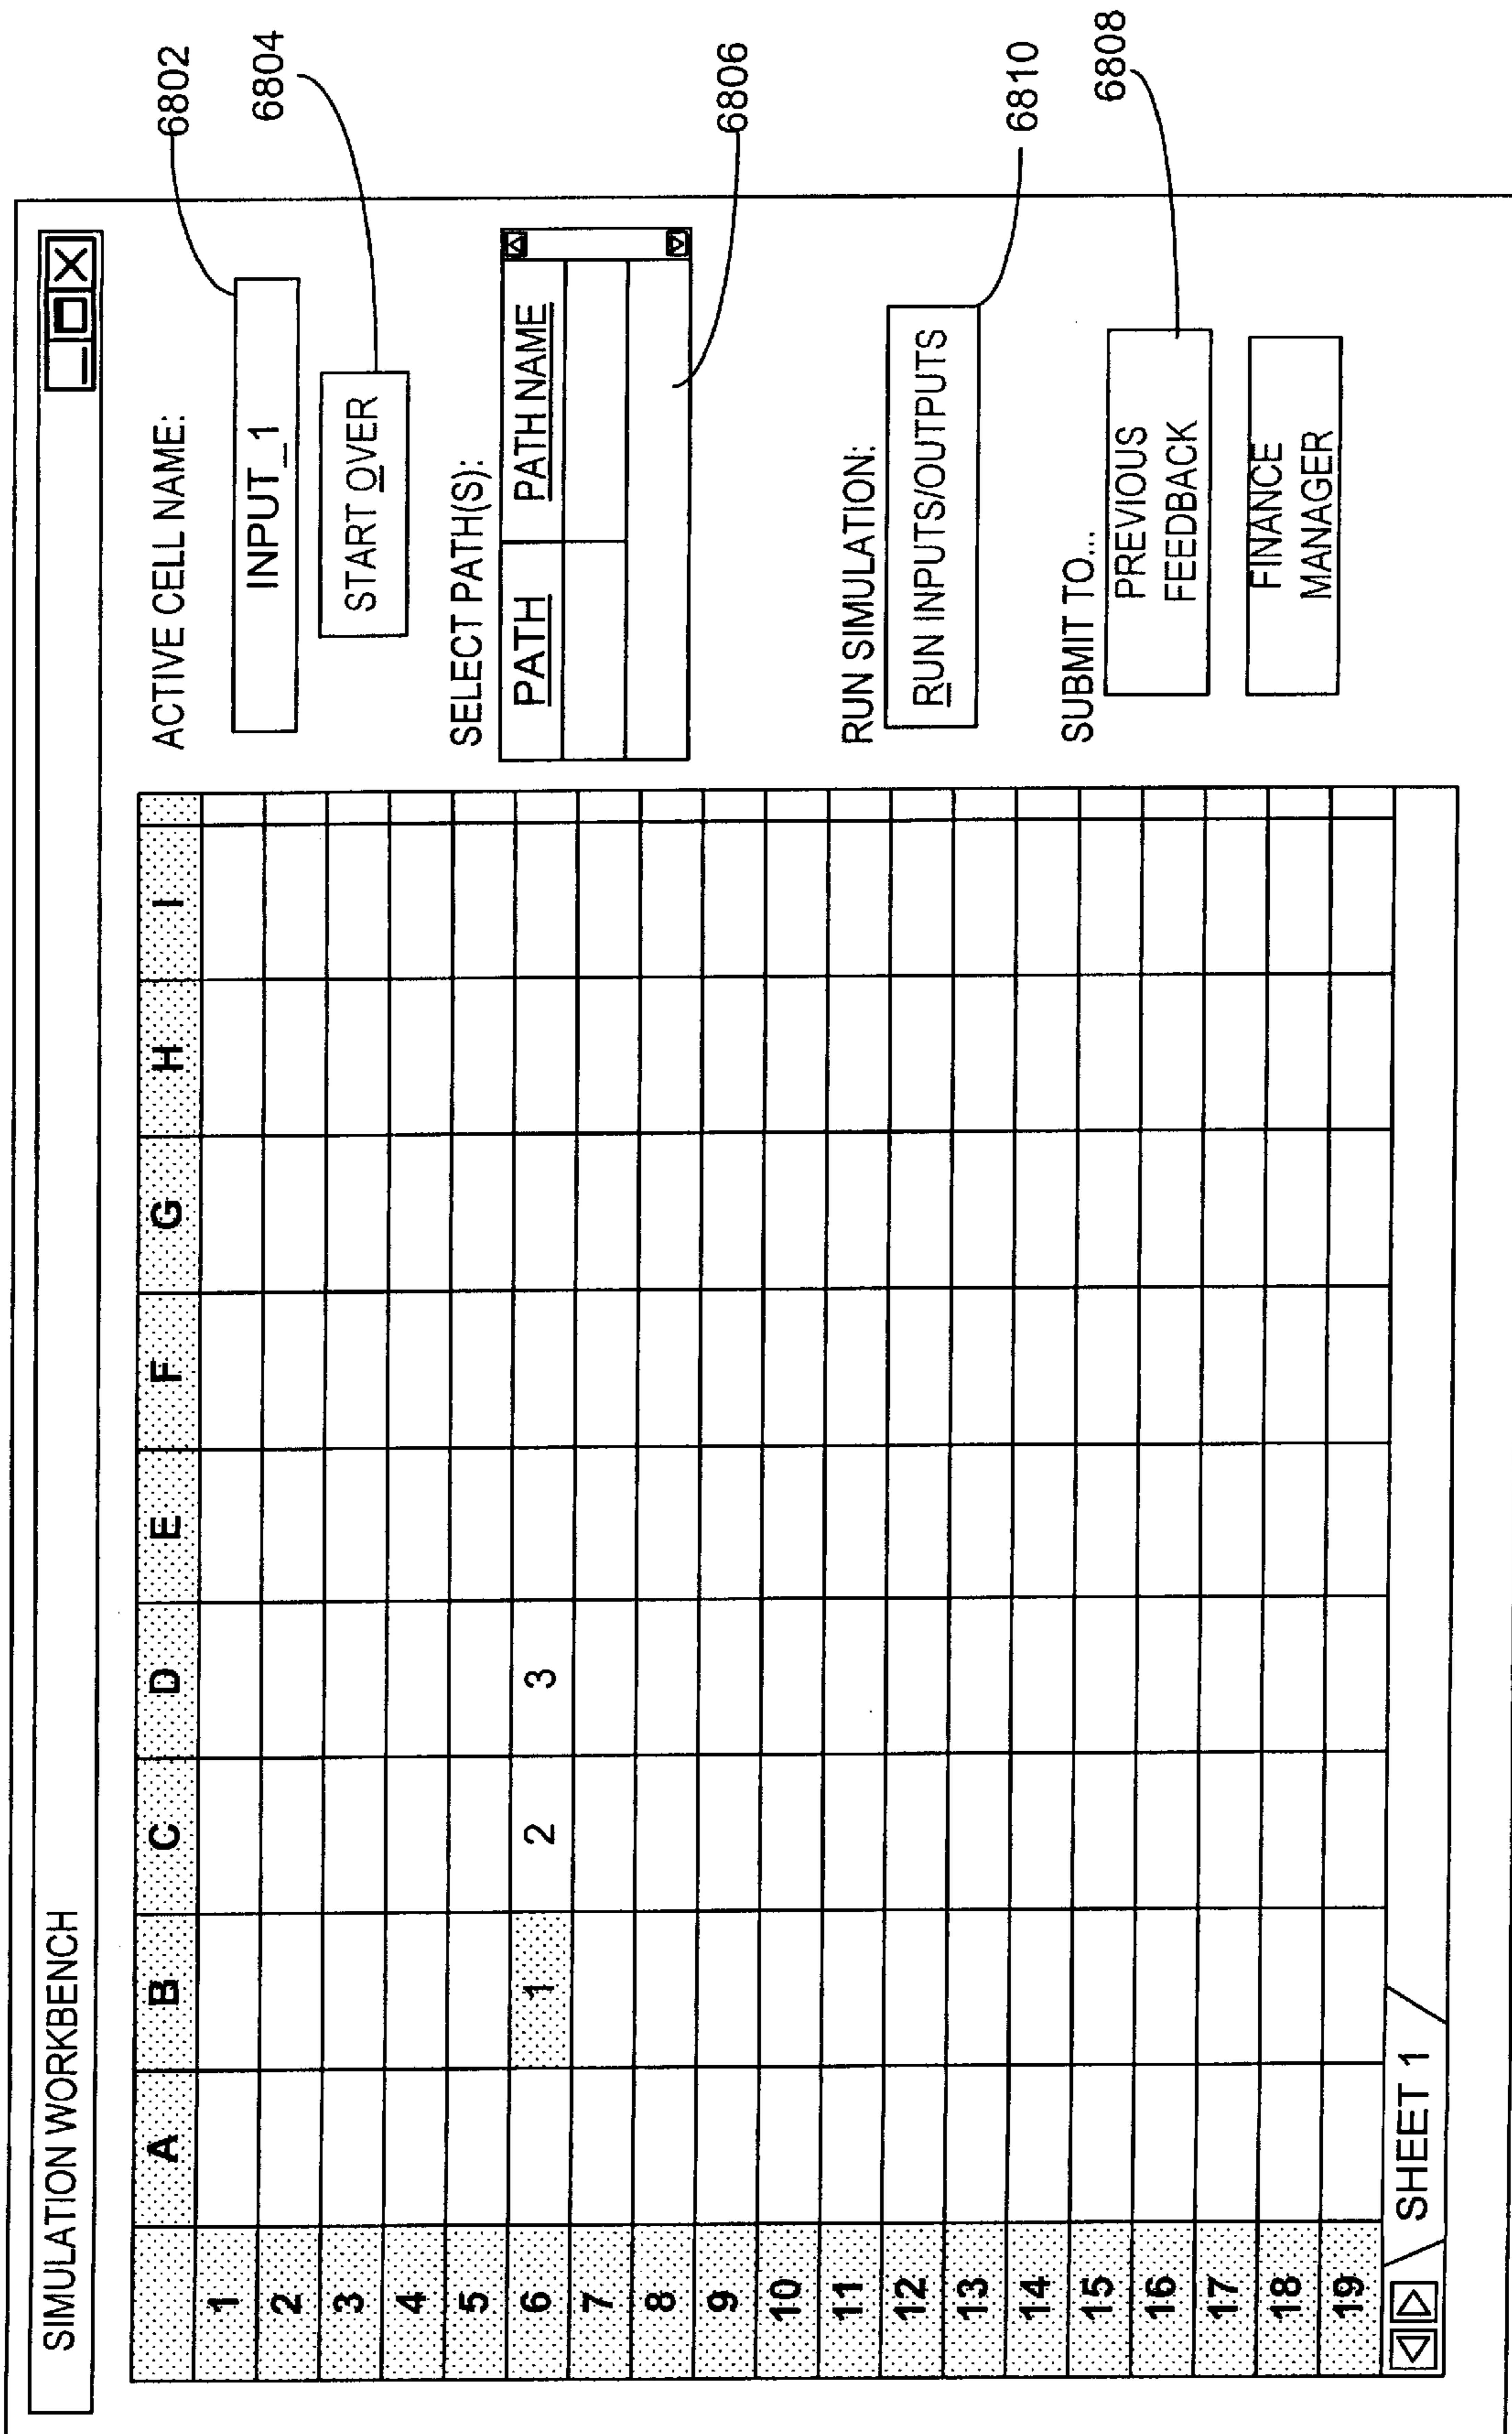 SIMULATION WORKBENCH
A B C D E F G H I
1
2
3
4
5
6 1 2 3
7
8
9
10
11
12
13
14
15
16
17
18
19
SHEET 1
ACTIVE CELL NAME:
INPUT_1
6802
START OVER
6804
SELECT PATH(S):
PATH PATH NAME
6806
RUN SIMULATION:
RUN INPUTS/OUTPUTS
6810
SUBMIT TO...
PREVIOUS
FEEDBACK
6808
FINANCE
MANAGER